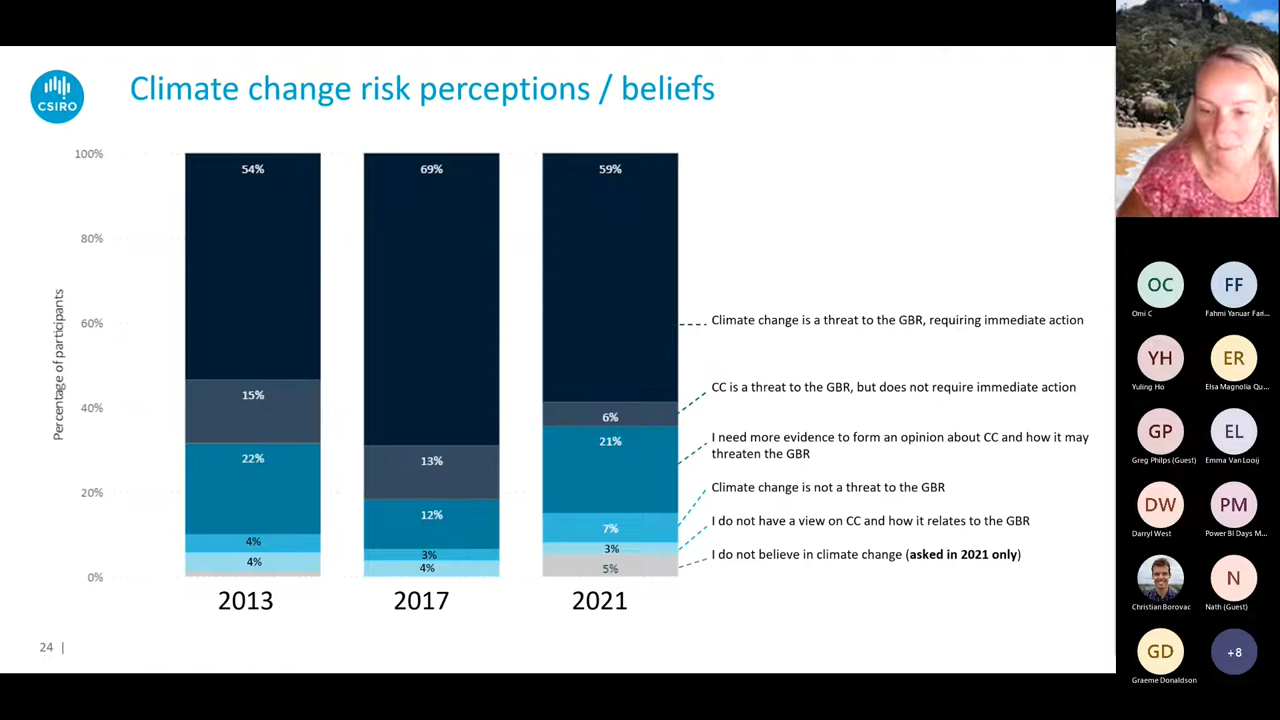 CSIRO
Climate change risk perceptions / beliefs
100%
80%
60%
40%
20%
0%
Percentage of participants
54%
15%
22%
4%
4%
69%
13%
12%
3%
4%
59%
6%
21%
7%
3%
5%
Climate change is a threat to the GBR, requiring immediate action
CC is a threat to the GBR, but does not require immediate action
I need more evidence to form an opinion about CC and how it may
threaten the GBR
Climate change is not a threat to the GBR
I do not have a view on CC and how it relates to the GBR
I do not believe in climate change (asked in 2021 only)
2013
2017
2021
24 |
OC
Omi C
FF
Fahmi Yanuar Fari...
YH
Yuling Ho
ER
Elsa Magnolia Qu...
GP
Greg Philps (Guest)
EL
Emma Van Looij
DW
Darryl West
PM
Power BI Days M...
Christian Borovac
N
Nath (Guest)
GD
Graeme Donaldson
+8